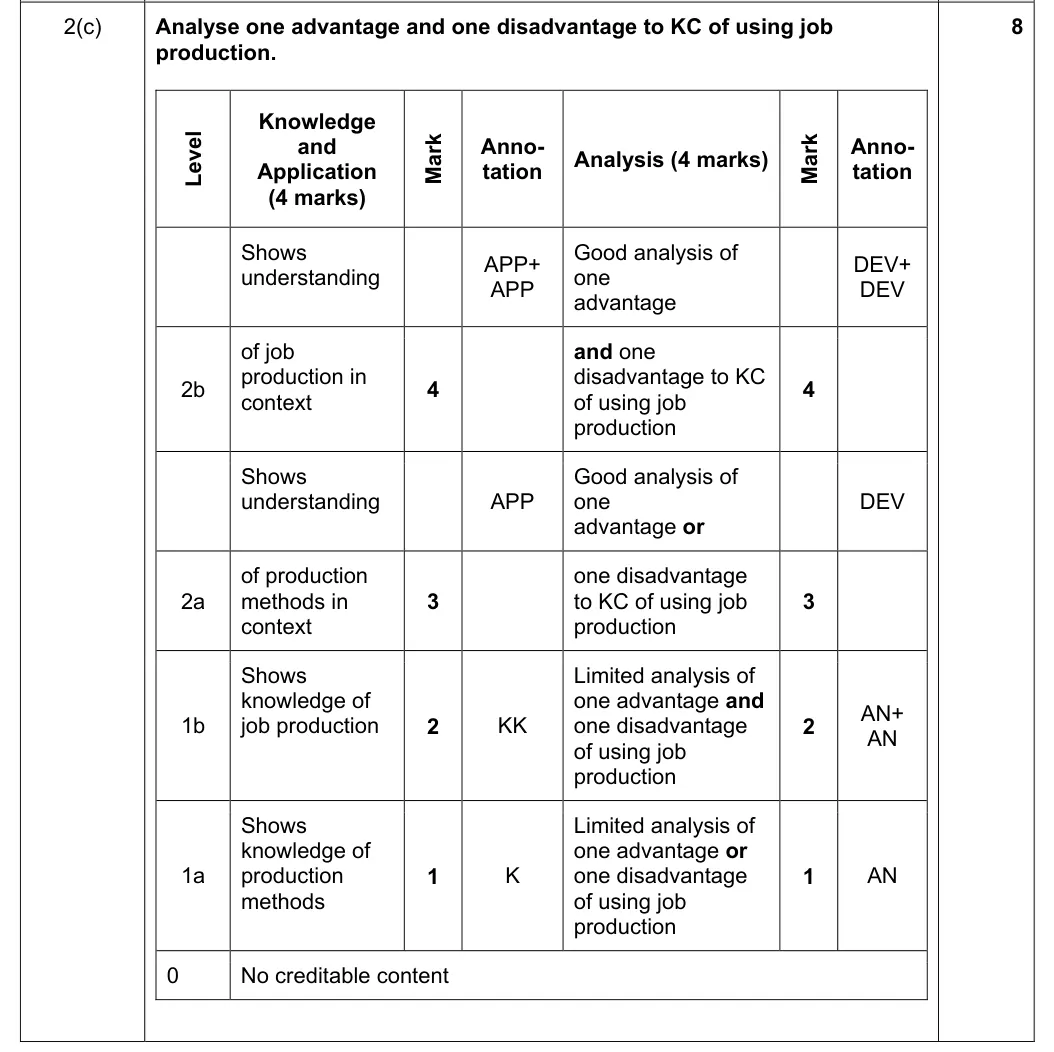 2(c)
Analyse one advantage and one disadvantage to KC of using job
production.
8
Level
Knowledge
and
Application
(4 marks)
Mark
Anno-
tation
Analysis (4 marks)
Mark
Anno-
tation
Shows
understanding
APP+
APP
Good analysis of
one
advantage
DEV+
DEV
2b
of job
production in
context
4
and one
disadvantage to KC
of using job
production
4
Shows
understanding
APP
Good analysis of
one
advantage or
DEV
2a
of production
methods in
context
3
one disadvantage
to KC of using job
production
3
1b
Shows
knowledge of
job production
2
KK
Limited analysis of
one advantage and
one disadvantage
of using job
production
2
AN+
AN
1a
Shows
knowledge of
production
methods
1
K
Limited analysis of
one advantage or
one disadvantage
of using job
production
1
AN
0
No creditable content